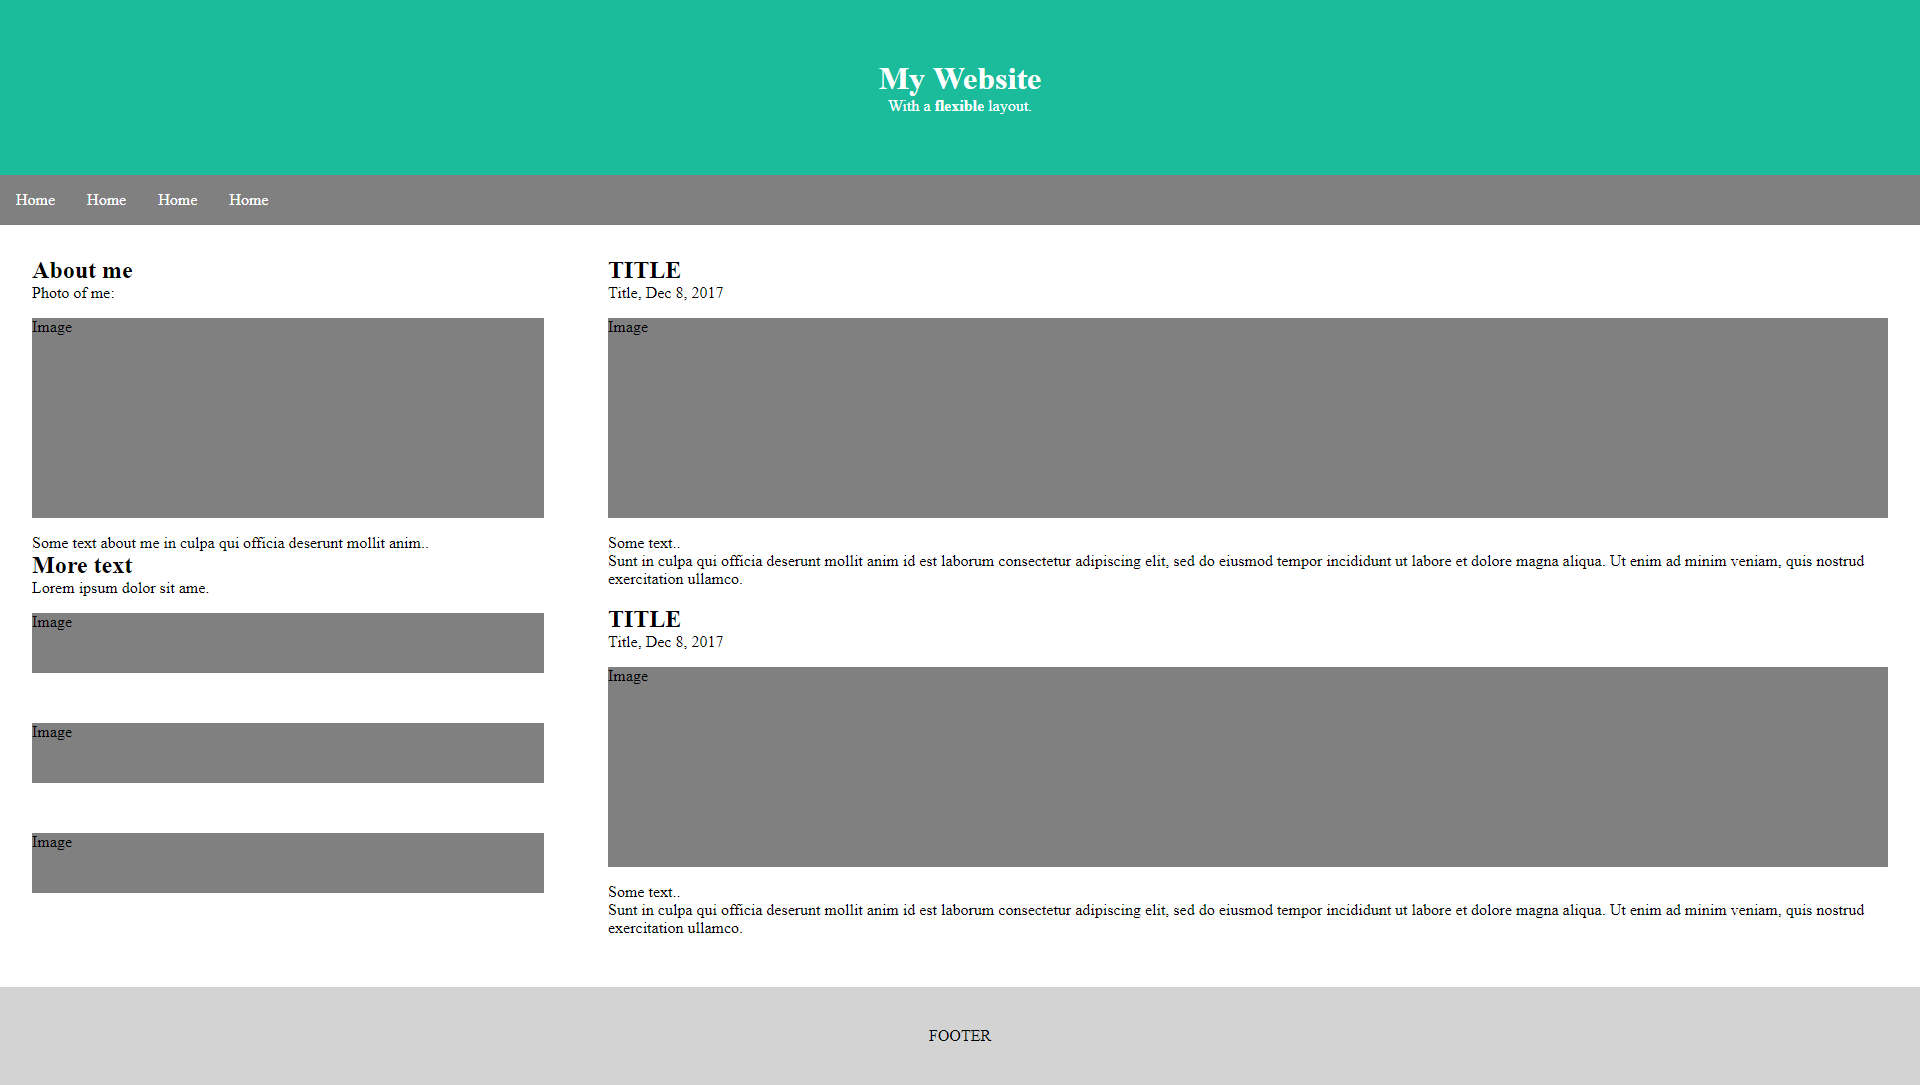 My Website
With a flexible layout.
Home Home Home Home
About me
Photo of me:
Image
Some text about me in culpa qui officia deserunt mollit anim..
More text
Lorem ipsum dolor sit ame.
Image
Image
Image
TITLE
Title, Dec 8, 2017
Image
Some text..
Sunt in culpa qui officia deserunt mollit anim id est laborum consectetur adipiscing elit, sed do eiusmod tempor incididunt ut labore et dolore magna aliqua. Ut enim ad minim veniam, quis nostrud
exercitation ullamco.
TITLE
Title, Dec 8, 2017
Image
Some text..
Sunt in culpa qui officia deserunt mollit anim id est laborum consectetur adipiscing elit, sed do eiusmod tempor incididunt ut labore et dolore magna aliqua. Ut enim ad minim veniam, quis nostrud
exercitation ullamco.
FOOTER